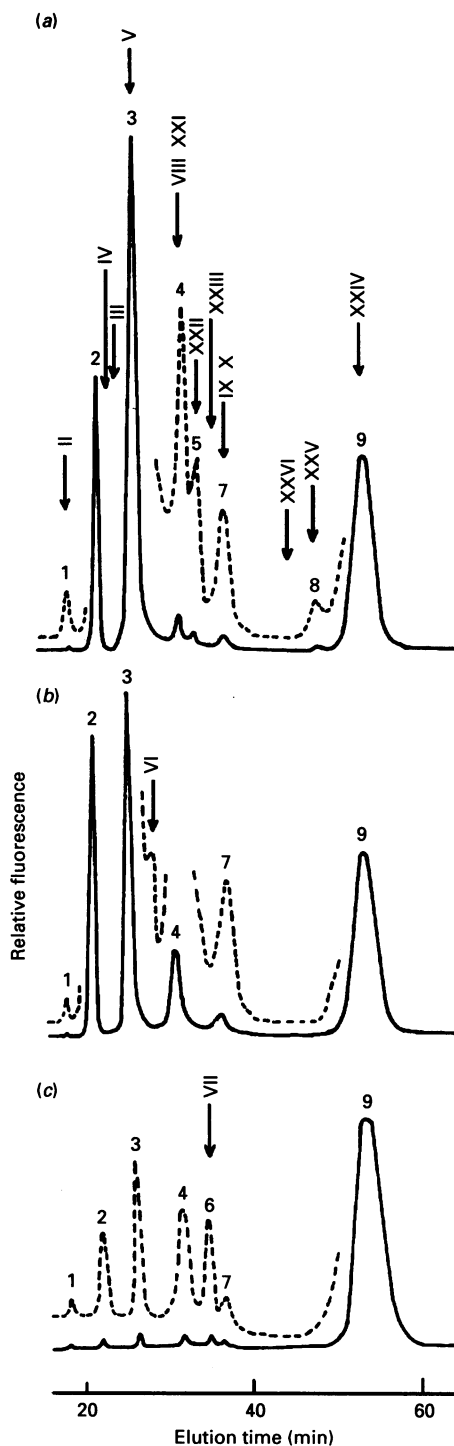 (a)
V
3
VIII XXI
IV
III
XXIII
4
XXII
IX X
XXIV
2
II
5
9
XXVI
XXV
7
1
8
(b)
3
2
VI
9
7
4
1
Relative fluorescence
(c)
VII
9
3
4
2
6
7
1
20
40
60
Elution time (min)